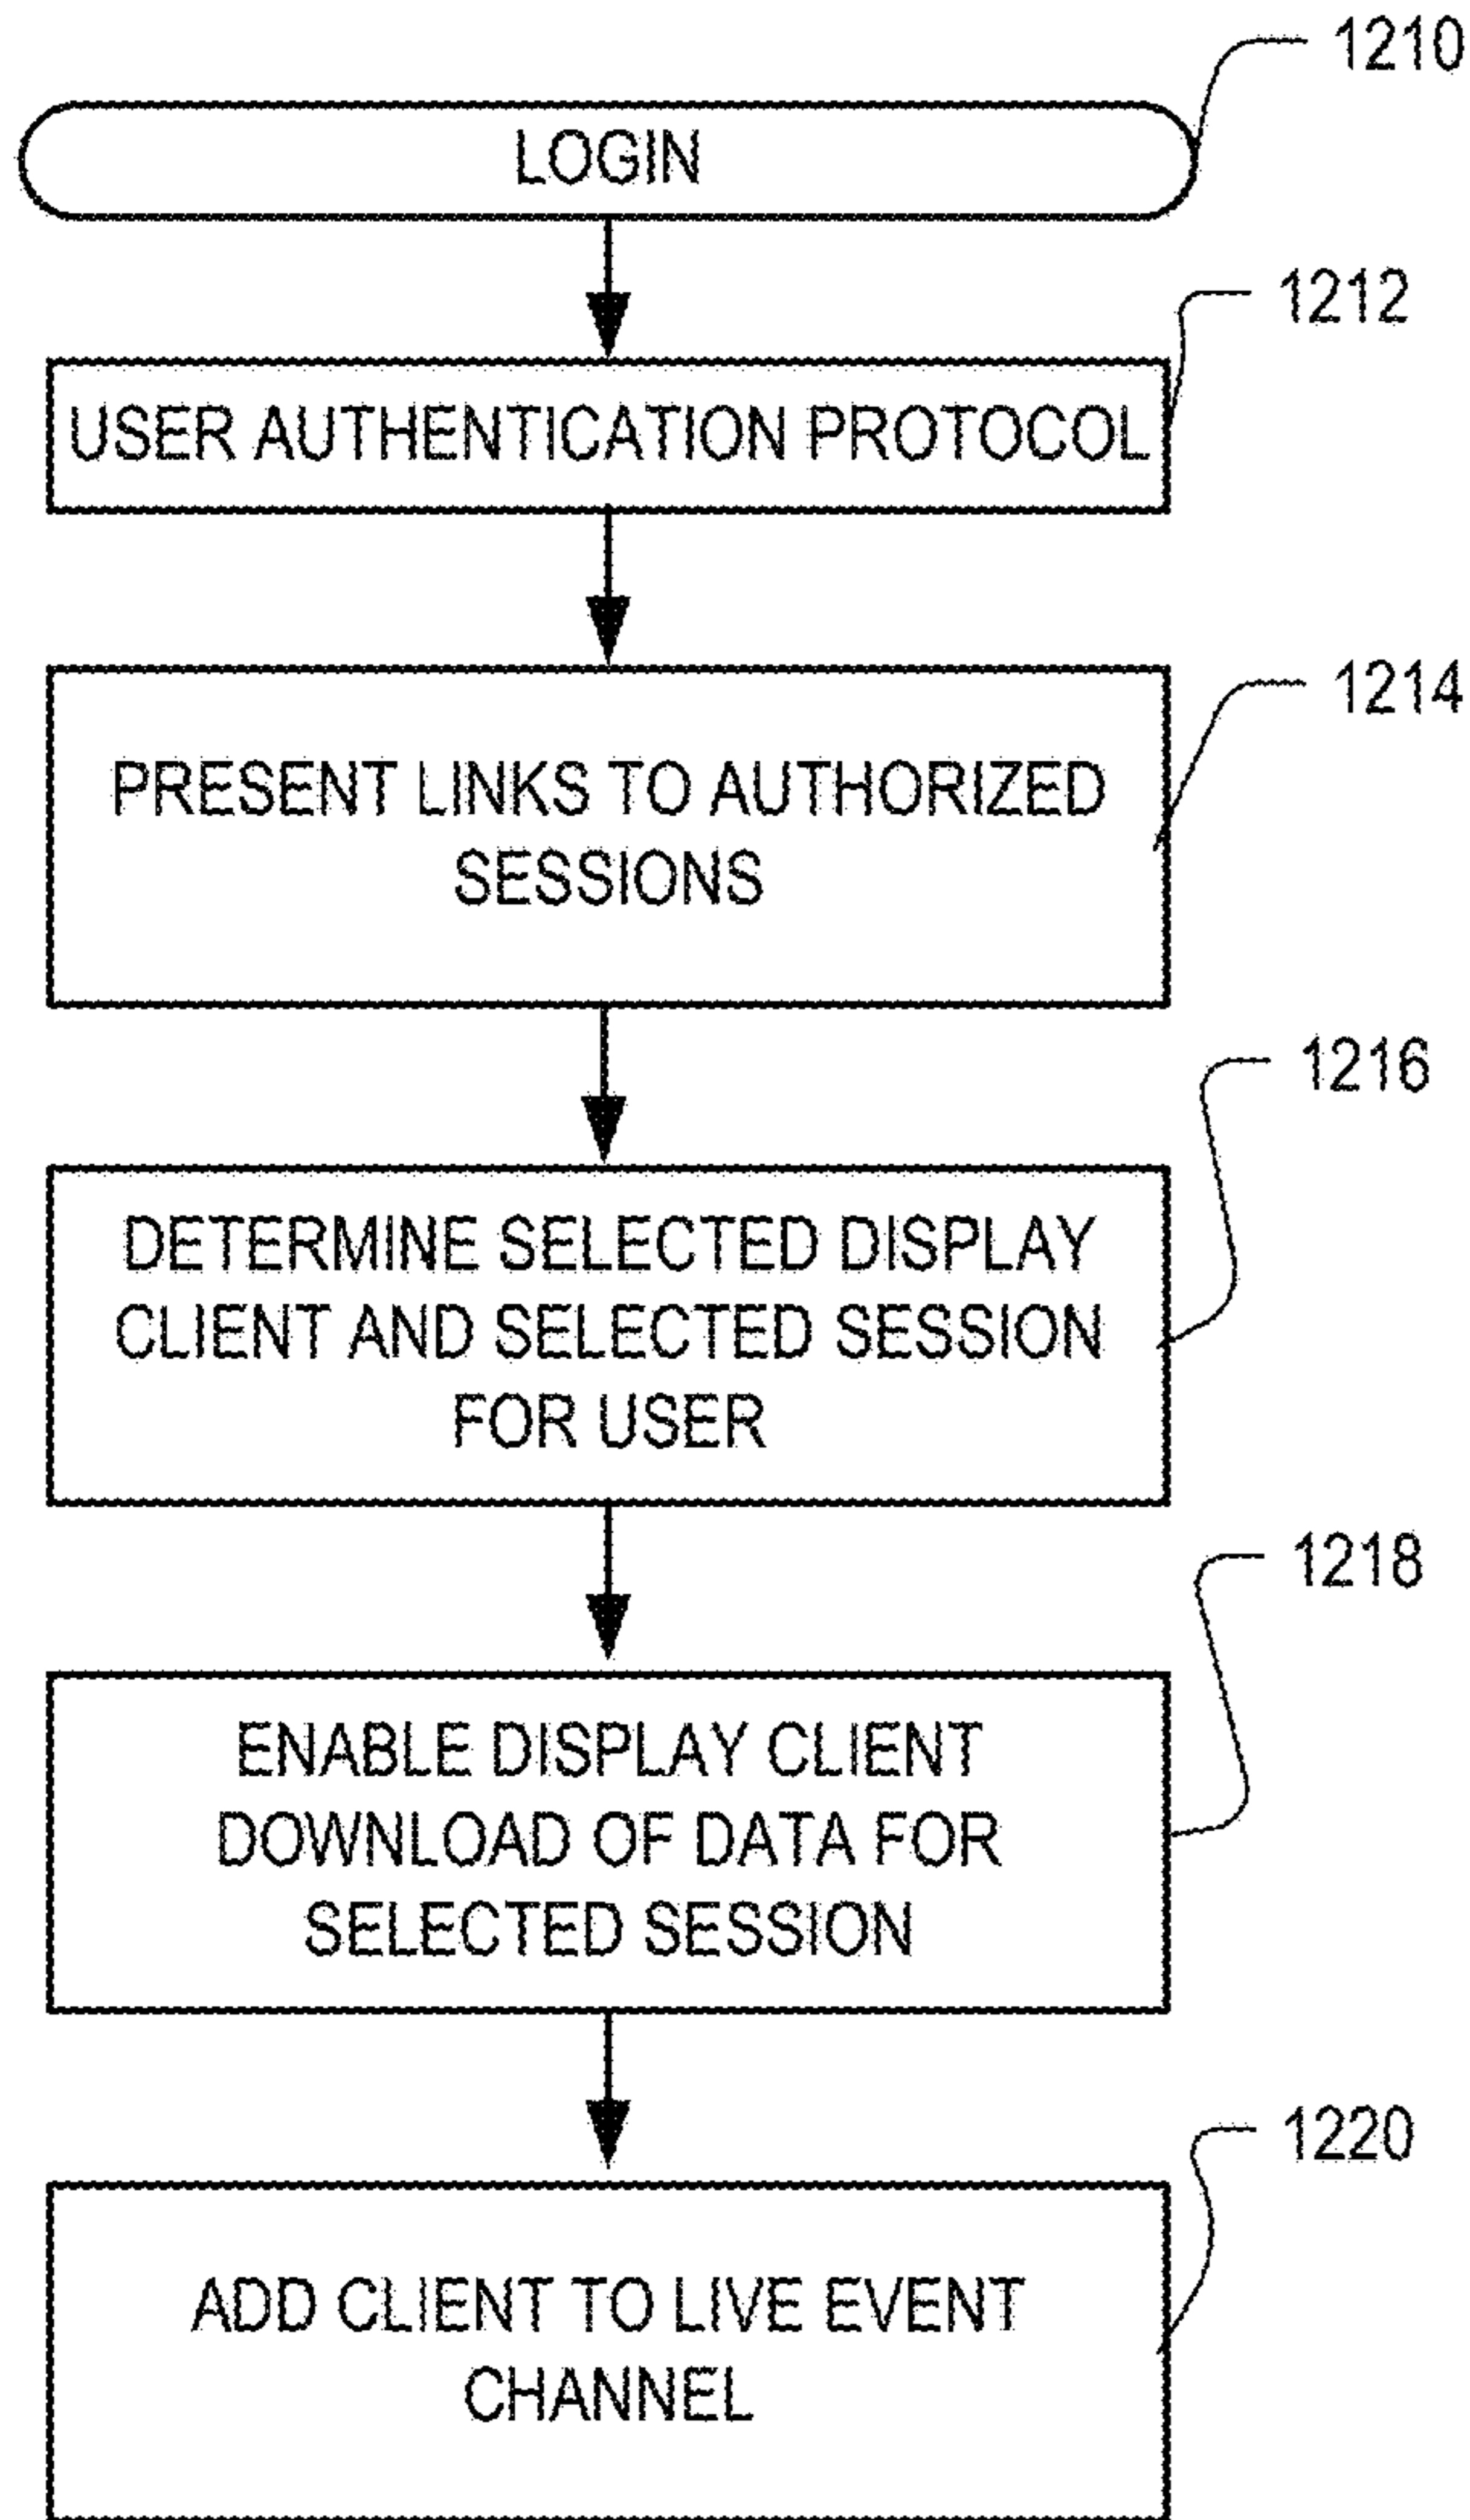 1210
LOGIN
1212
USER AUTHENTICATION PROTOCOL
1214
PRESENT LINKS TO AUTHORIZED
SESSIONS
1216
DETERMINE SELECTED DISPLAY
CLIENT AND SELECTED SESSION
FOR USER
1218
ENABLE DISPLAY CLIENT
DOWNLOAD OF DATA FOR
SELECTED SESSION
1220
ADD CLIENT TO LIVE EVENT
CHANNEL